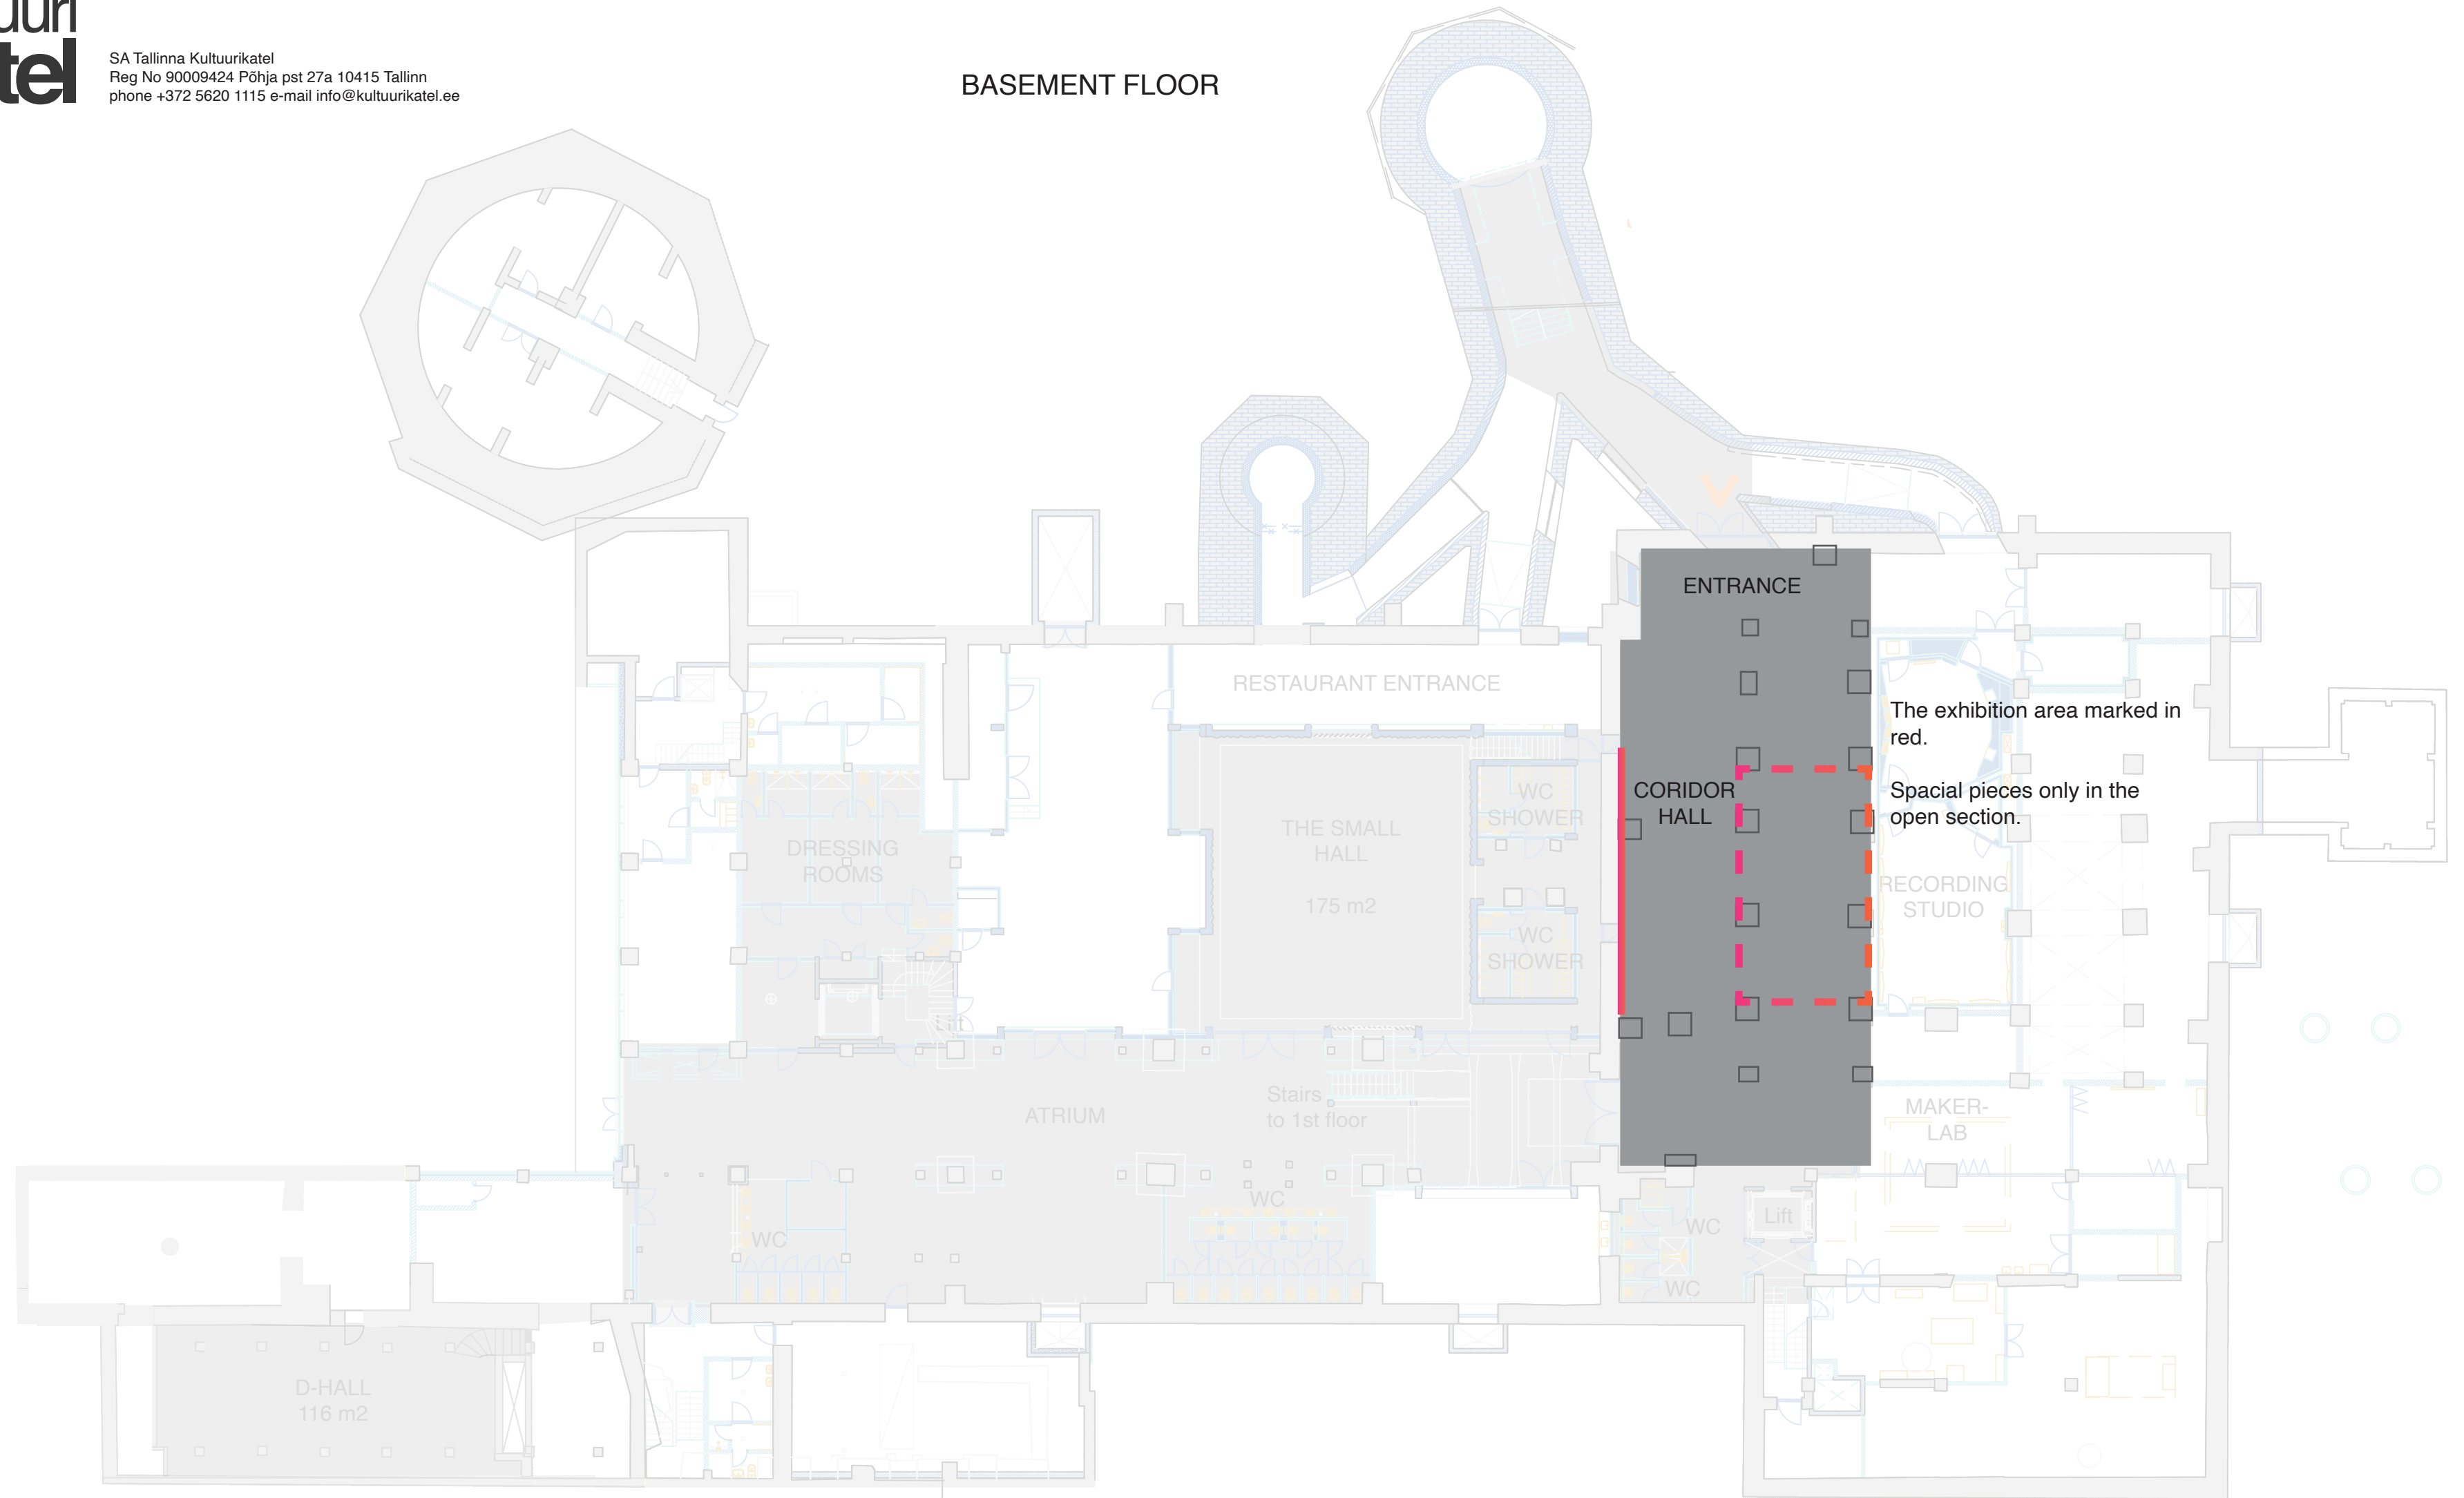 uuri
tel
SA Tallinna Kultuurikatel
Reg No 90009424 Põhja pst 27a 10415 Tallinn
phone +372 5620 1115 e-mail info@kultuurikatel.ee
BASEMENT FLOOR
ENTRANCE
RESTAURANT ENTRANCE
The exhibition area marked in
red.
CORIDOR
HALL
Spacial pieces only in the
open section.
WC
SHOWER
THE SMALL
HALL
175 m2
DRESSING
ROOMS
WC
SHOWER
RECORDING
STUDIO
Lift
Stairs
to 1st floor
ATRIUM
MAKER-
LAB
WC
WC
WC
Lift
WC
D-HALL
116 m2